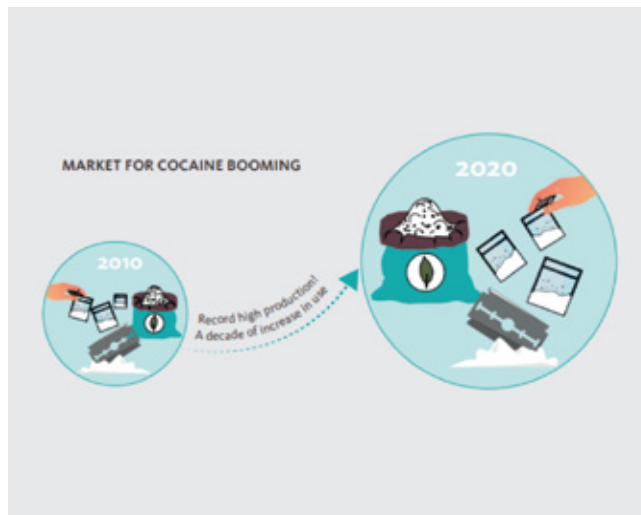 MARKET FOR COCAINE BOOMING
2020
2010
Record high production!
A decade of increase in use